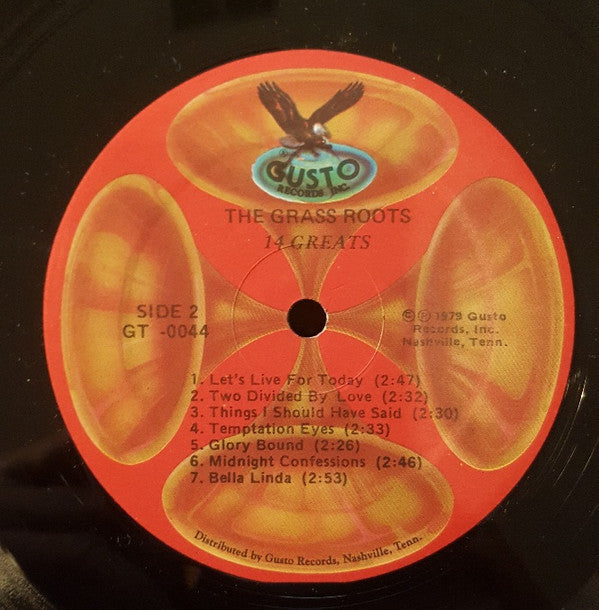 ® GUSTO
RECORDS INC.
THE GRASS ROOTS
14 GREATS
SIDE 2
GT -0044
© ℗ 1979 Gusto
Records, Inc.
Nashville, Tenn.
1. Let's Live For Today (2:47)
2. Two Divided By Love (2:32)
3. Things I Should Have Said (2:30)
4. Temptation Eyes (2:33)
5. Glory Bound (2:26)
6. Midnight Confessions (2:46)
7. Bella Linda (2:53)
Distributed by Gusto Records, Nashville, Tenn.